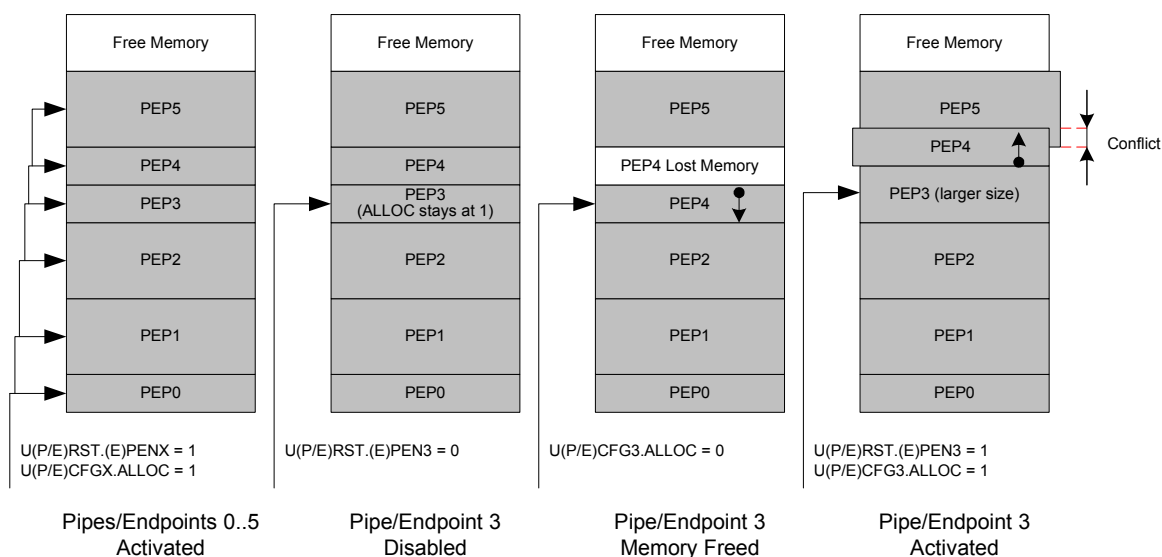 Free Memory
PEP5
PEP4
PEP3
PEP2
PEP1
PEP0
U(P/E)RST.(E)PENX = 1
U(P/E)CFGX.ALLOC = 1
Pipes/Endpoints 0..5
Activated
Free Memory
PEP5
PEP4
PEP3
(ALLOC stays at 1)
PEP2
PEP1
PEP0
U(P/E)RST.(E)PEN3 = 0
Pipe/Endpoint 3
Disabled
Free Memory
PEP5
PEP4 Lost Memory
PEP4
PEP2
PEP1
PEP0
U(P/E)CFG3.ALLOC = 0
Pipe/Endpoint 3
Memory Freed
Free Memory
PEP5
PEP4
Conflict
PEP3 (larger size)
PEP2
PEP1
PEP0
U(P/E)RST.(E)PEN3 = 1
U(P/E)CFG3.ALLOC = 1
Pipe/Endpoint 3
Activated